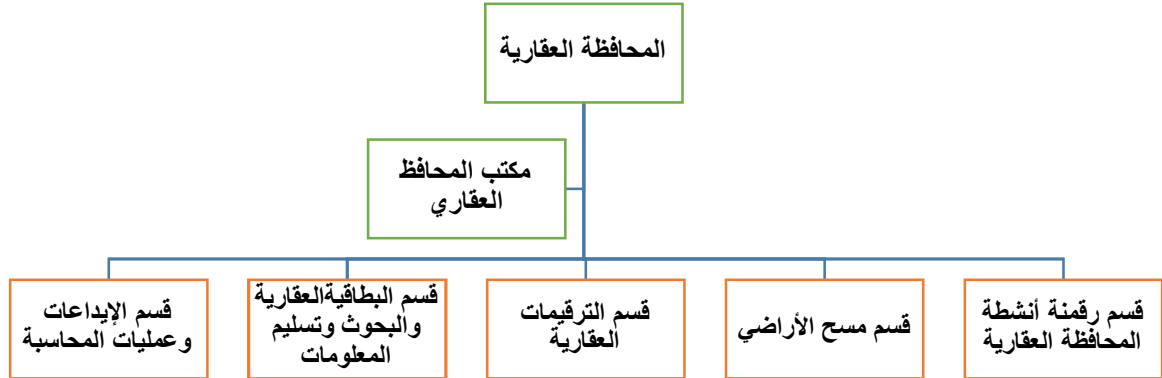 المحافظة العقارية
مكتب المحافظ
العقاري
قسم رقمنة أنشطة
المحافظة العقارية
قسم مسح الأراضي
قسم الترقيمات
العقارية
قسم البطاقيةالعقارية
والبحوث وتسليم
المعلومات
قسم الإيداعات
وعمليات المحاسبة